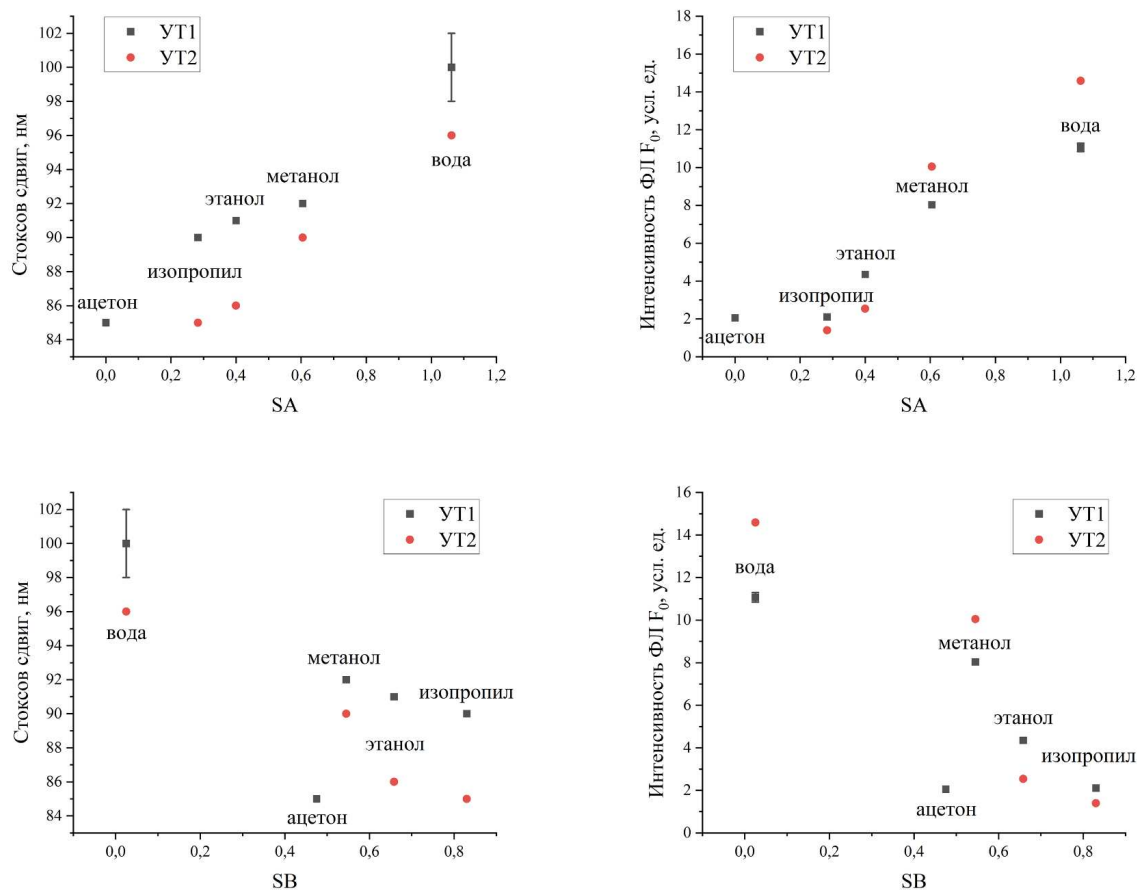 УТ1
УТ2
Стоксов сдвиг, нм
102
100
98
96
94
92
90
88
86
84
вода
метанол
этанол
изопропил
ацетон
0,0 0,2 0,4 0,6 0,8 1,0 1,2
SA
УТ1
УТ2
Интенсивность ФЛ F₀, усл. ед.
18
16
14
12
10
8
6
4
2
0
вода
метанол
этанол
изопропил
ацетон
0,0 0,2 0,4 0,6 0,8 1,0 1,2
SA
УТ1
УТ2
Стоксов сдвиг, нм
102
100
98
96
94
92
90
88
86
84
вода
метанол
изопропил
этанол
ацетон
0,0 0,2 0,4 0,6 0,8
SB
УТ1
УТ2
Интенсивность ФЛ F₀, усл. ед.
16
14
12
10
8
6
4
2
0
вода
метанол
этанол
изопропил
ацетон
0,0 0,2 0,4 0,6 0,8
SB